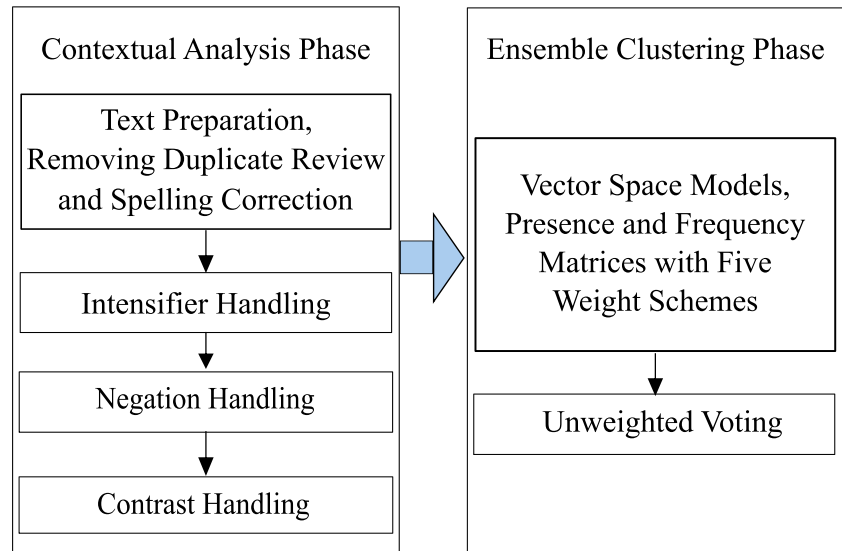 Contextual Analysis Phase
Text Preparation,
Removing Duplicate Review
and Spelling Correction
Intensifier Handling
Negation Handling
Contrast Handling
Ensemble Clustering Phase
Vector Space Models,
Presence and Frequency
Matrices with Five
Weight Schemes
Unweighted Voting